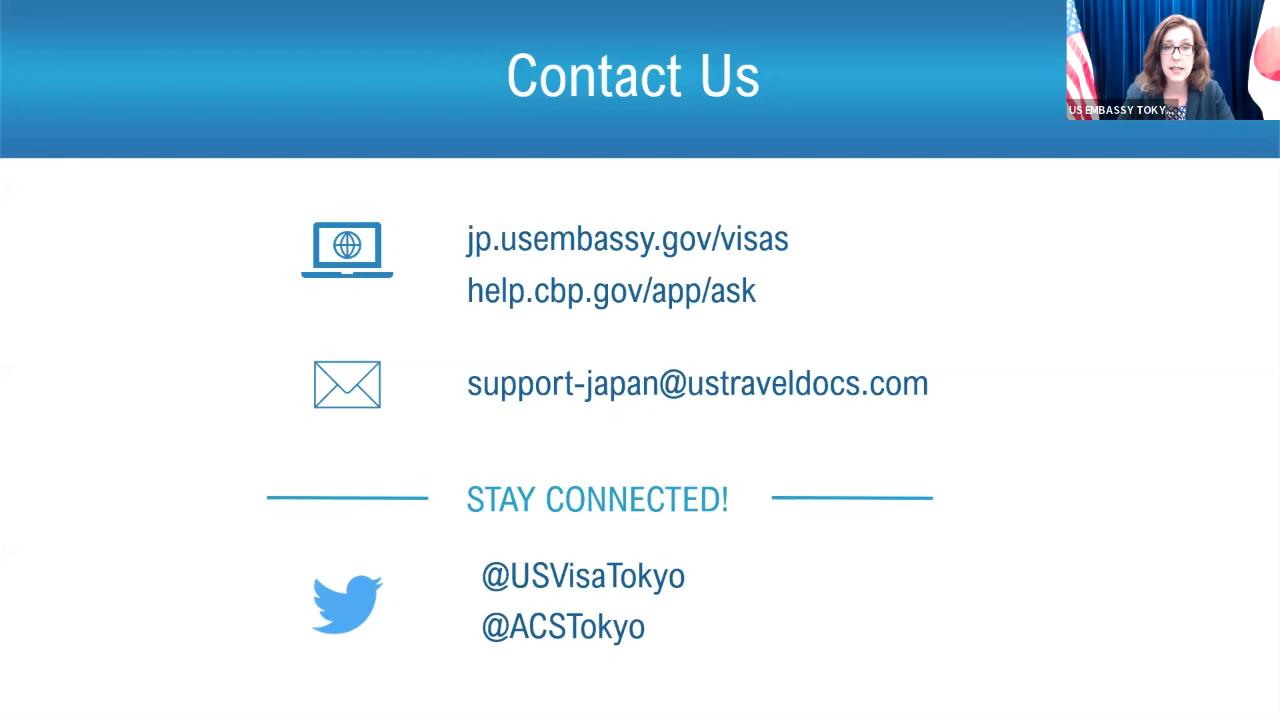 Contact Us
US EMBASSY TOKY...
jp.usembassy.gov/visas
help.cbp.gov/app/ask
support-japan@ustraveldocs.com
STAY CONNECTED!
@USVisaTokyo
@ACSTokyo